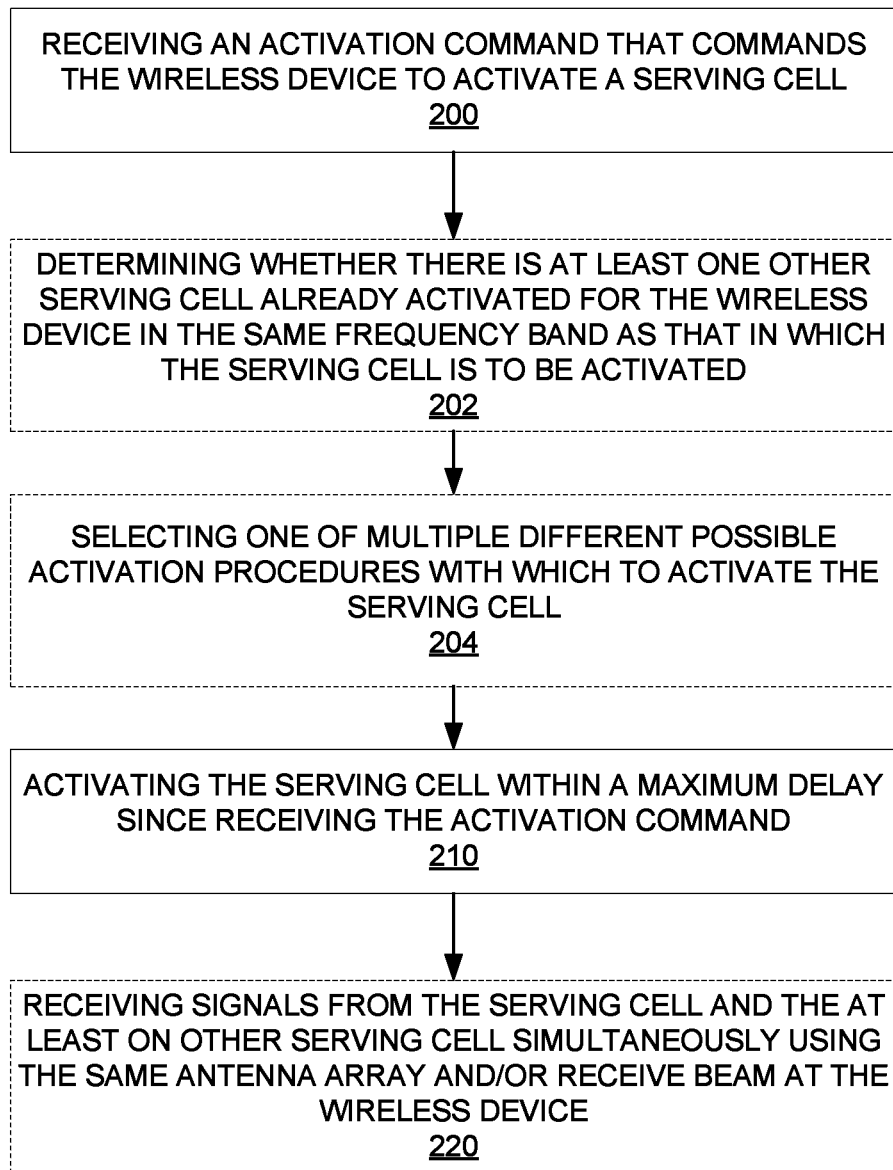 RECEIVING AN ACTIVATION COMMAND THAT COMMANDS
THE WIRELESS DEVICE TO ACTIVATE A SERVING CELL
200
DETERMINING WHETHER THERE IS AT LEAST ONE OTHER
SERVING CELL ALREADY ACTIVATED FOR THE WIRELESS
DEVICE IN THE SAME FREQUENCY BAND AS THAT IN WHICH
THE SERVING CELL IS TO BE ACTIVATED
202
SELECTING ONE OF MULTIPLE DIFFERENT POSSIBLE
ACTIVATION PROCEDURES WITH WHICH TO ACTIVATE THE
SERVING CELL
204
ACTIVATING THE SERVING CELL WITHIN A MAXIMUM DELAY
SINCE RECEIVING THE ACTIVATION COMMAND
210
RECEIVING SIGNALS FROM THE SERVING CELL AND THE AT
LEAST ON OTHER SERVING CELL SIMULTANEOUSLY USING
THE SAME ANTENNA ARRAY AND/OR RECEIVE BEAM AT THE
WIRELESS DEVICE
220